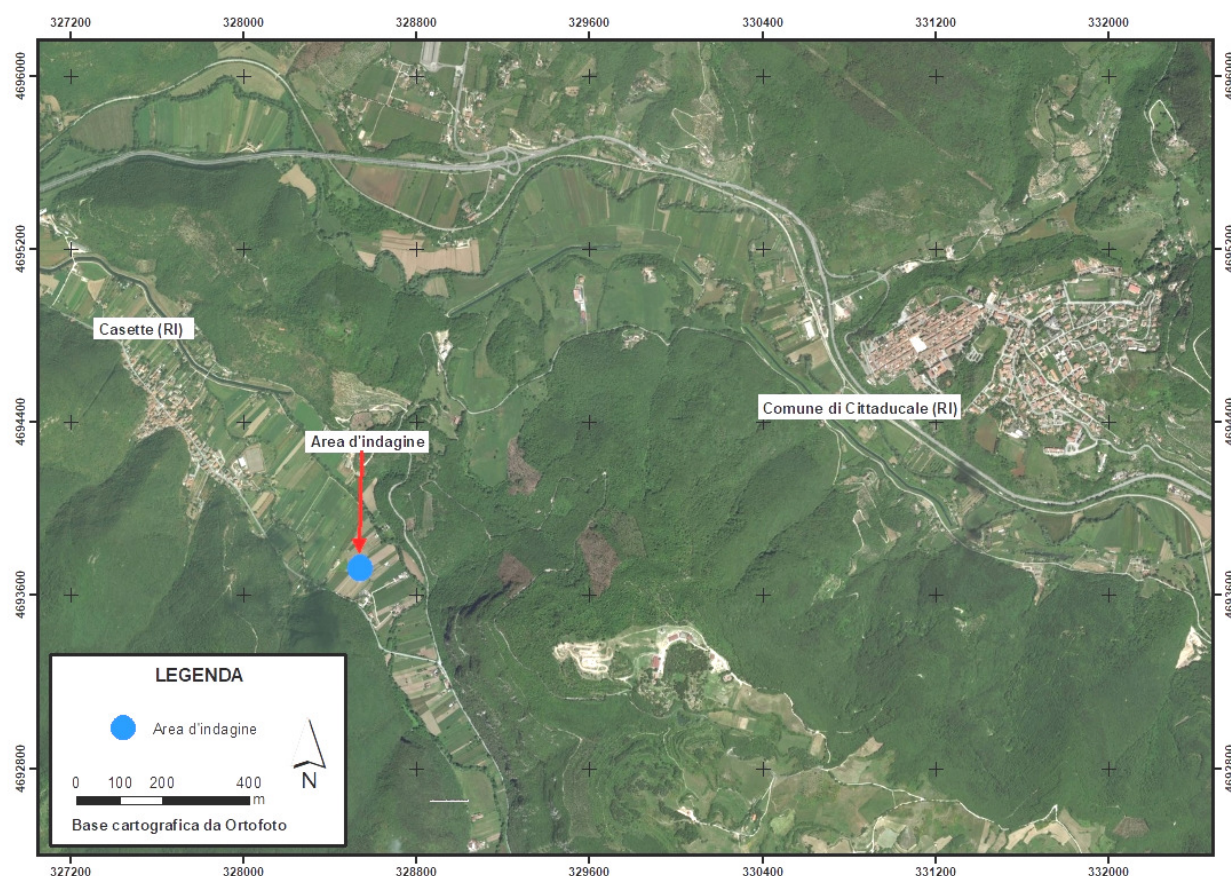 327200 328000 328800 329600 330400 331200 332000
4696000 4696000
4695200 4695200
Casette (RI)
Comune di Cittaducale (RI)
4694400 4694400
Area d'indagine
4693600 4693600
LEGENDA
Area d'indagine
N
0 100 200 400
m
Base cartografica da Ortofoto
4692800 4692800
327200 328000 328800 329600 330400 331200 332000